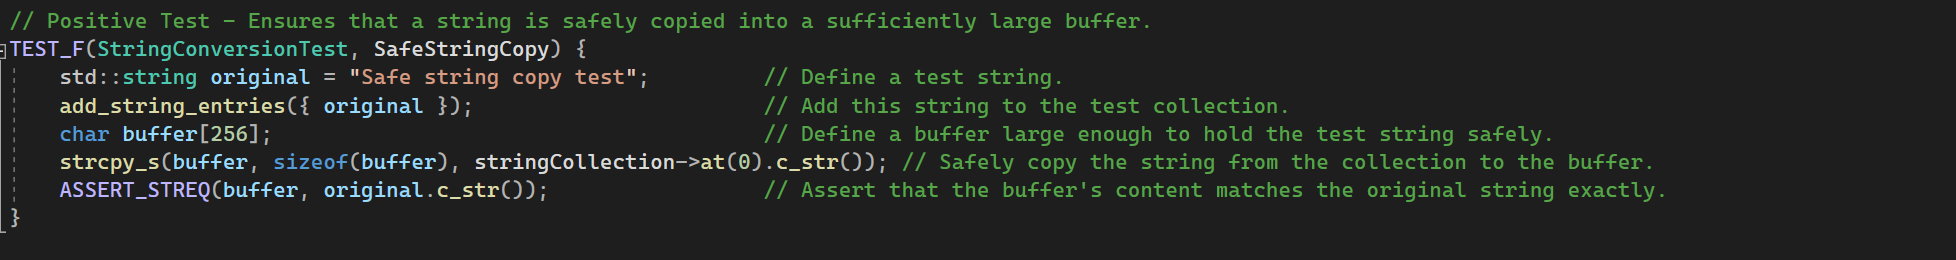 // Positive Test - Ensures that a string is safely copied into a sufficiently large buffer.
TEST_F(StringConversionTest, SafeStringCopy) {
    std::string original = "Safe string copy test";         // Define a test string.
    add_string_entries({ original });                       // Add this string to the test collection.
    char buffer[256];                                       // Define a buffer large enough to hold the test string safely.
    strcpy_s(buffer, sizeof(buffer), stringCollection->at(0).c_str()); // Safely copy the string from the collection to the buffer.
    ASSERT_STREQ(buffer, original.c_str());                 // Assert that the buffer's content matches the original string exactly.
}